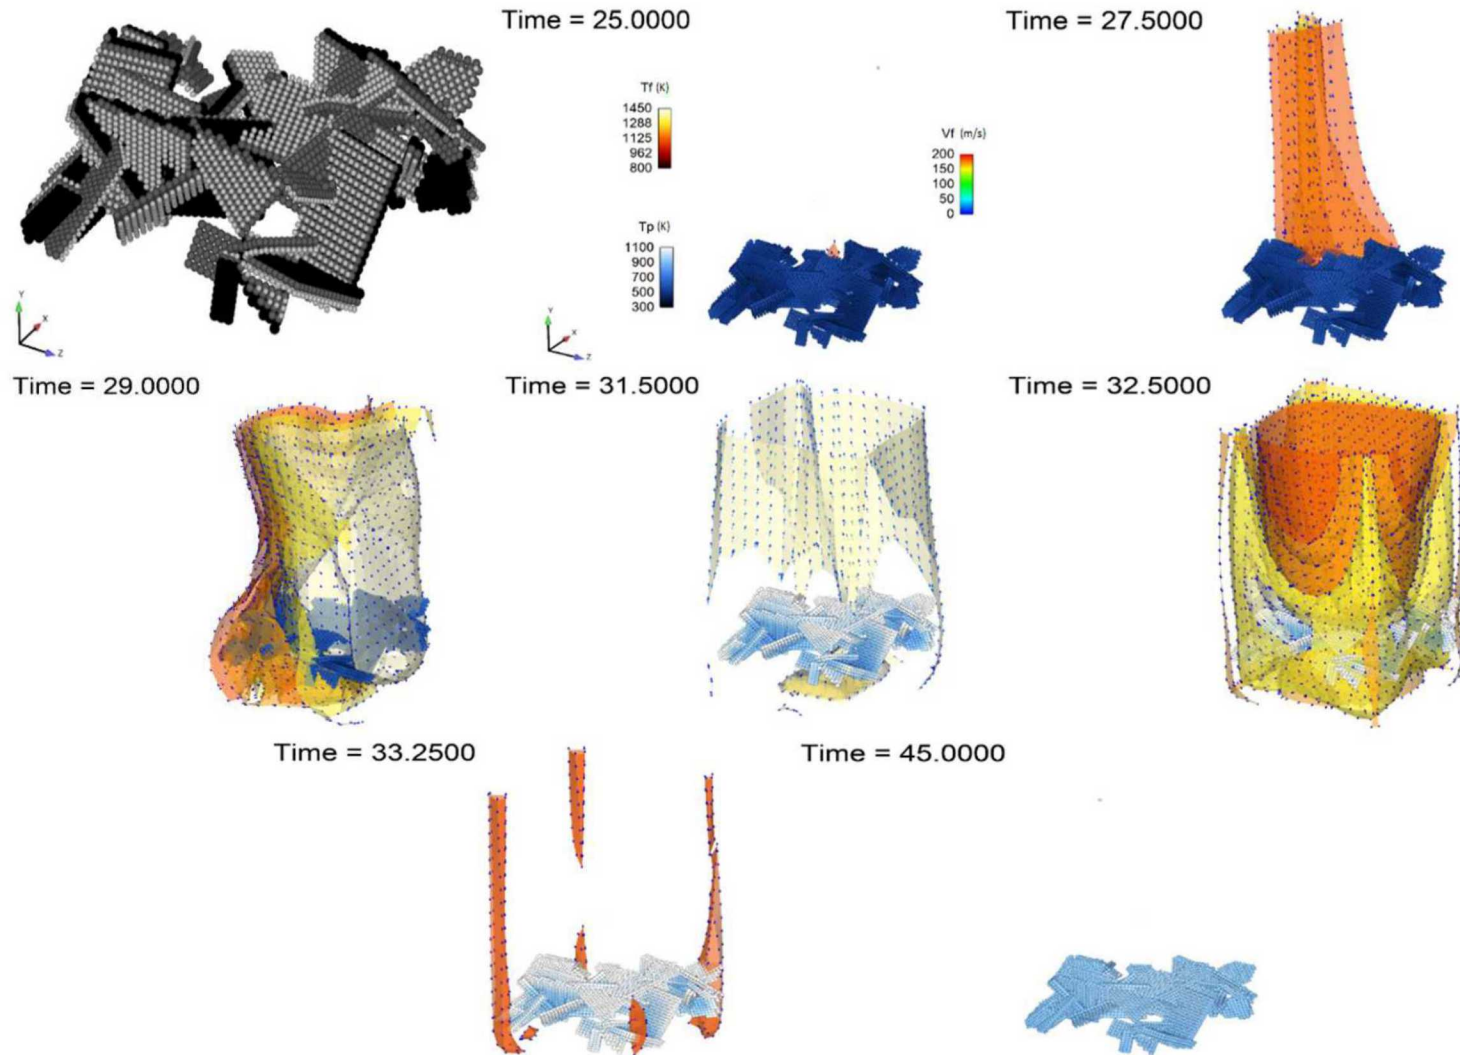 Time = 25.0000
Time = 27.5000
Tf (K)
1450
1288
1125
962
800
Vf (m/s)
200
150
100
50
0
Tp (K)
1100
900
700
500
300
Y
X
Z
Y
X
Z
Time = 29.0000
Time = 31.5000
Time = 32.5000
Time = 33.2500
Time = 45.0000